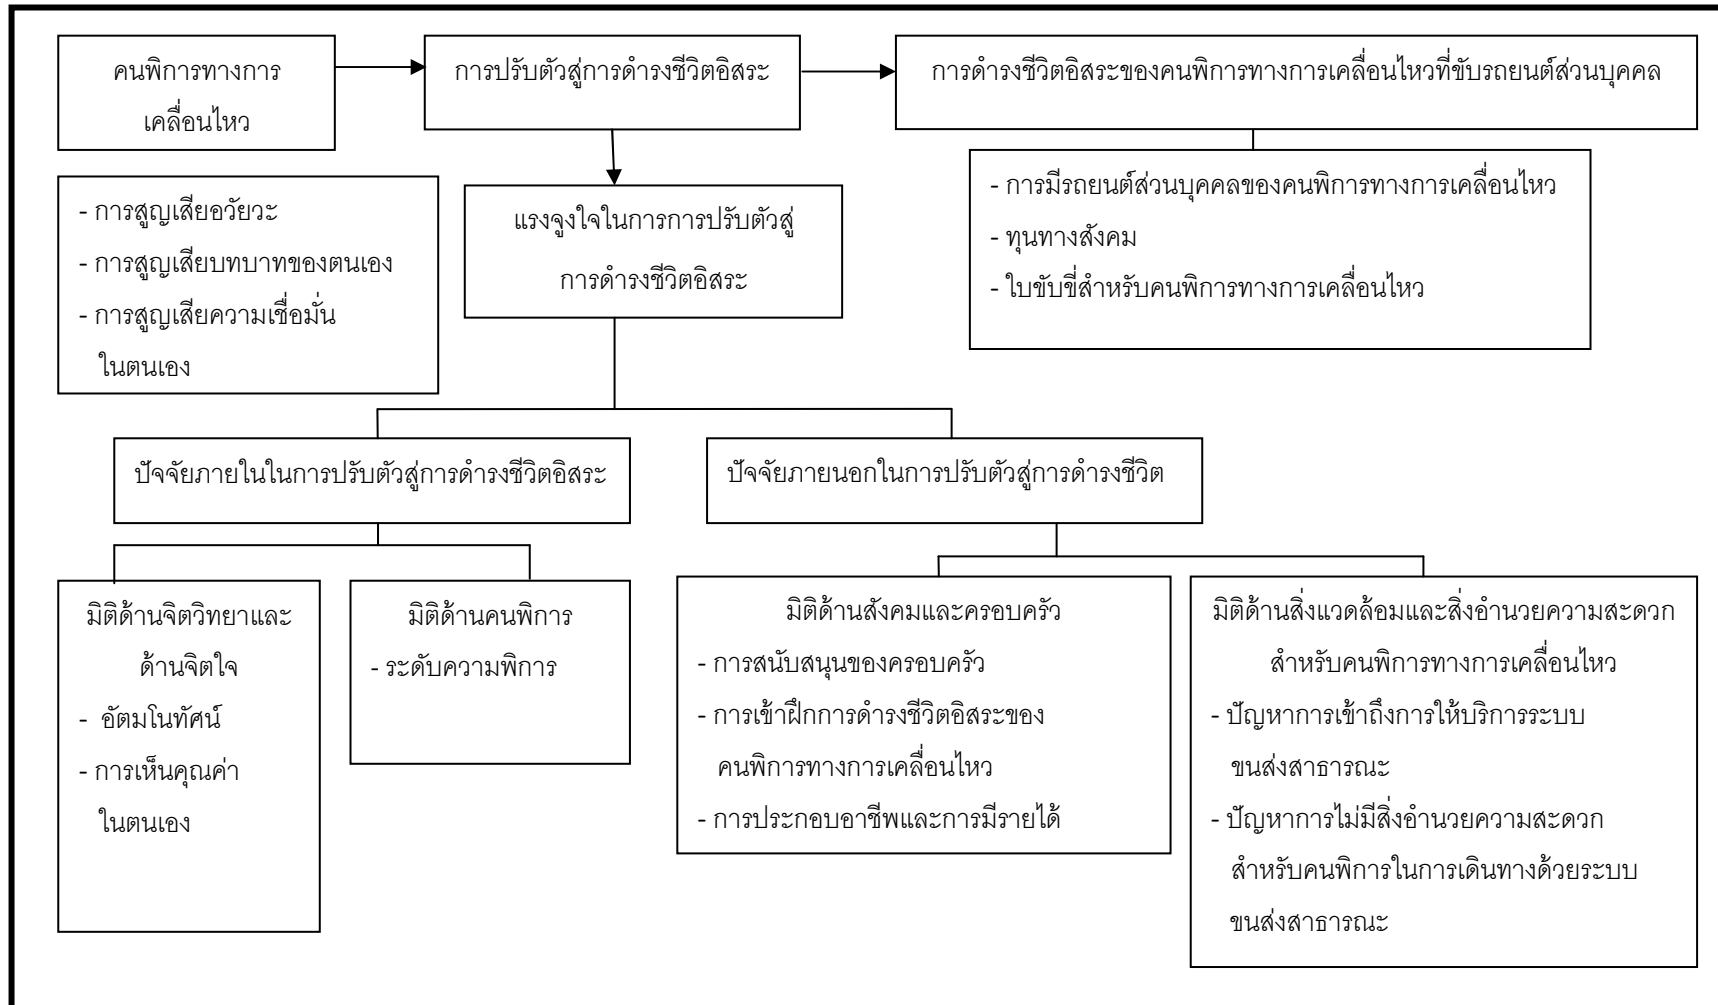 คนพิการทางการ
เคลื่อนไหว
การปรับตัวสู่การดำรงชีวิตอิสระ
การดำรงชีวิตอิสระของคนพิการทางการเคลื่อนไหวที่ขับรถยนต์ส่วนบุคคล
- การสูญเสียอวัยวะ
- การสูญเสียบทบาทของตนเอง
- การสูญเสียความเชื่อมั่น
ในตนเอง
แรงจูงใจในการการปรับตัวสู่
การดำรงชีวิตอิสระ
- การมีรถยนต์ส่วนบุคคลของคนพิการทางการเคลื่อนไหว
- ทุนทางสังคม
- ใบขับขี่สำหรับคนพิการทางการเคลื่อนไหว
ปัจจัยภายในในการปรับตัวสู่การดำรงชีวิตอิสระ
ปัจจัยภายนอกในการปรับตัวสู่การดำรงชีวิต
มิติด้านจิตวิทยาและ
ด้านจิตใจ
- อัตมโนทัศน์
- การเห็นคุณค่า
ในตนเอง
มิติด้านคนพิการ
- ระดับความพิการ
มิติด้านสังคมและครอบครัว
- การสนับสนุนของครอบครัว
- การเข้าฝึกการดำรงชีวิตอิสระของ
คนพิการทางการเคลื่อนไหว
- การประกอบอาชีพและการมีรายได้
มิติด้านสิ่งแวดล้อมและสิ่งอำนวยความสะดวก
สำหรับคนพิการทางการเคลื่อนไหว
- ปัญหาการเข้าถึงการให้บริการระบบ
ขนส่งสาธารณะ
- ปัญหาการไม่มีสิ่งอำนวยความสะดวก
สำหรับคนพิการในการเดินทางด้วยระบบ
ขนส่งสาธารณะ